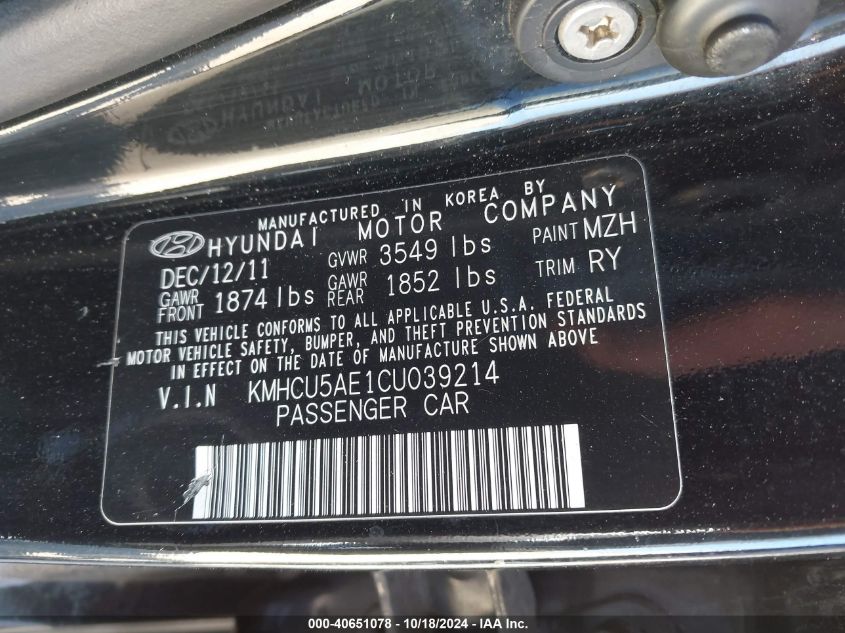 MANUFACTURED IN KOREA BY
HYUNDAI MOTOR COMPANY
DEC/12/11 GVWR 3549 lbs PAINT MZH
GAWR FRONT 1874 lbs GAWR REAR 1852 lbs TRIM RY
THIS VEHICLE CONFORMS TO ALL APPLICABLE U.S.A. FEDERAL
MOTOR VEHICLE SAFETY, BUMPER, AND THEFT PREVENTION STANDARDS
IN EFFECT ON THE DATE OF MANUFACTURE SHOWN ABOVE
V.I.N KMHCU5AE1CU039214
PASSENGER CAR
000-40651078 - 10/18/2024 - IAA Inc.